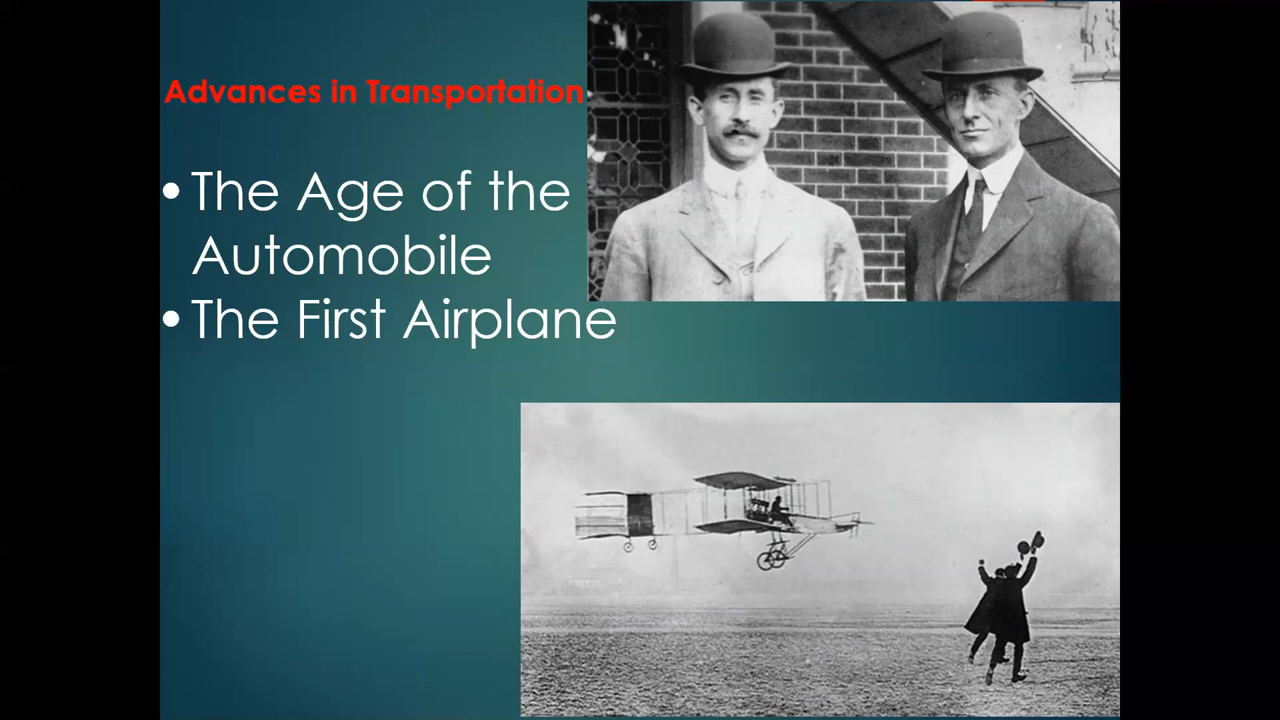 Advances in Transportation
•The Age of the
Automobile
•The First Airplane